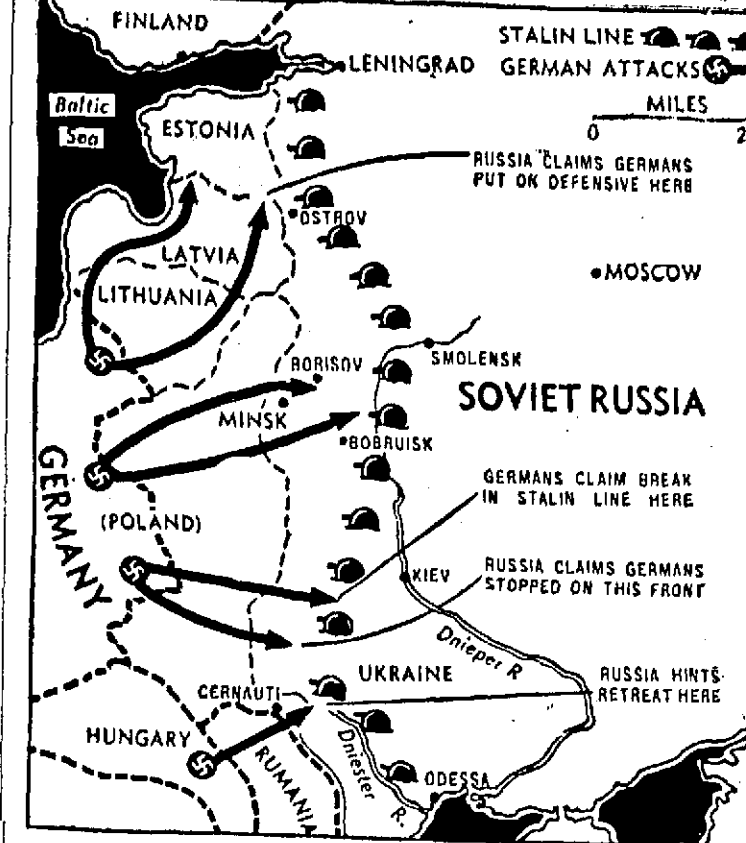 FINLAND
STALIN LINE
LENINGRAD
GERMAN ATTACKS
Baltic
Sea
MILES
0
2
ESTONIA
RUSSIA CLAIMS GERMANS
PUT ON DEFENSIVE HERE
OSTROV
LATVIA
MOSCOW
LITHUANIA
BORISOV
SMOLENSK
SOVIET RUSSIA
MINSK
BOBRUISK
GERMANY
GERMANS CLAIM BREAK
IN STALIN LINE HERE
(POLAND)
RUSSIA CLAIMS GERMANS
STOPPED ON THIS FRONT
KIEV
Dnieper R
UKRAINE
RUSSIA HINTS
RETREAT HERE
CERNAUTI
HUNGARY
RUMANIA
Dniester
R.
ODESSA